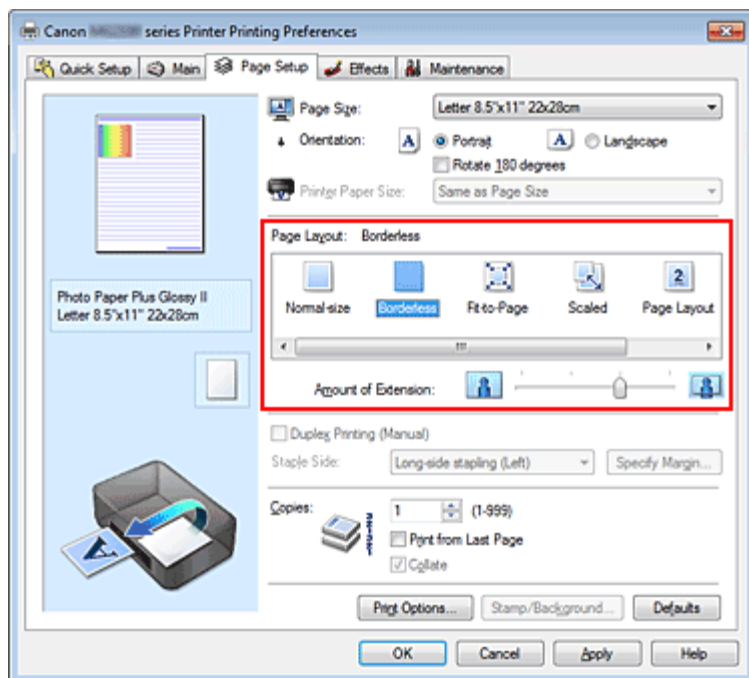 Canon series Printer Printing Preferences
Quick Setup Main Page Setup Effects Maintenance
Page Size: Letter 8.5"x11" 22x28cm
Orientation: A Portrait A Landscape
Rotate 180 degrees
Printer Paper Size: Same as Page Size
Page Layout: Borderless
Normal-size Borderless Fit-to-Page Scaled 2 Page Layout
Amount of Extension:
Photo Paper Plus Glossy II
Letter 8.5"x11" 22x28cm
Duplex Printing (Manual)
Staple Side: Long-side stapling (Left) Specify Margin...
Copies: 1 (1-999)
Print from Last Page
Collate
A
Print Options... Stamp/Background... Defaults
OK Cancel Apply Help